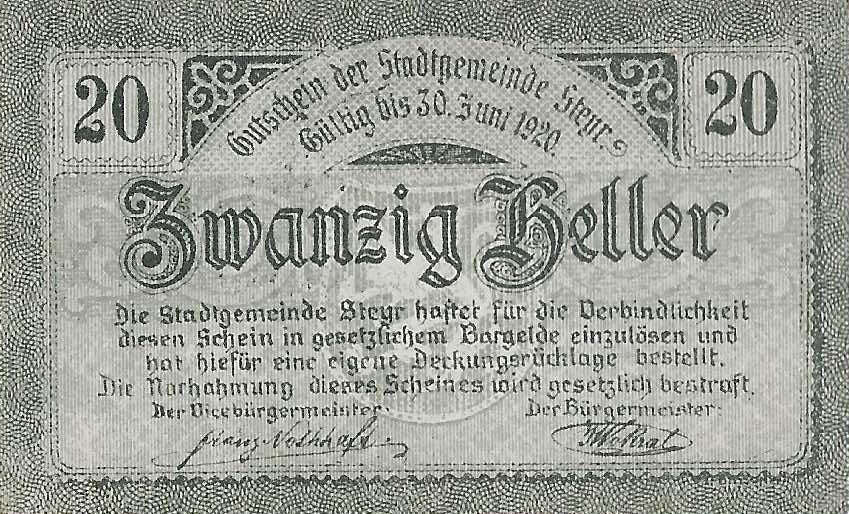 20
20
Gutschein der Stadtgemeinde Steyr.
Gültig bis 30. Juni 1920.
Zwanzig Heller
Die Stadtgemeinde Steyr haftet für die Verbindlichkeit
diesen Schein in gesetzlichem Bargelde einzulösen und
hat hiefür eine eigene Deckungsrücklage bestellt.
Die Nachahmung dieses Scheines wird gesetzlich bestraft.
Der Vicebürgermeister:
Der Bürgermeister:
Franz